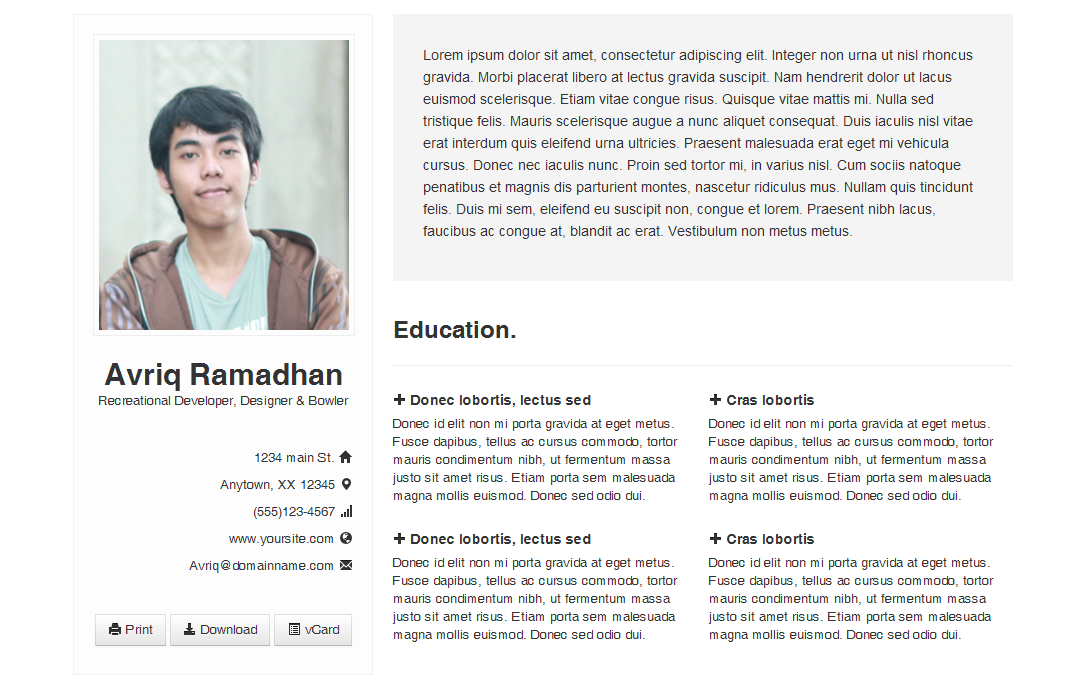 Avriq Ramadhan
Recreational Developer, Designer & Bowler
1234 main St.
Anytown, XX 12345
(555)123-4567
www.yoursite.com
Avriq@domainname.com
Print
Download
vCard
Lorem ipsum dolor sit amet, consectetur adipiscing elit. Integer non urna ut nisl rhoncus
gravida. Morbi placerat libero at lectus gravida suscipit. Nam hendrerit dolor ut lacus
euismod scelerisque. Etiam vitae congue risus. Quisque vitae mattis mi. Nulla sed
tristique felis. Mauris scelerisque augue a nunc aliquet consequat. Duis iaculis nisl vitae
erat interdum quis eleifend urna ultricies. Praesent malesuada erat eget mi vehicula
cursus. Donec nec iaculis nunc. Proin sed tortor mi, in varius nisl. Cum sociis natoque
penatibus et magnis dis parturient montes, nascetur ridiculus mus. Nullam quis tincidunt
felis. Duis mi sem, eleifend eu suscipit non, congue et lorem. Praesent nibh lacus,
faucibus ac congue at, blandit ac erat. Vestibulum non metus metus.
Education.
Donec lobortis, lectus sed
Donec id elit non mi porta gravida at eget metus.
Fusce dapibus, tellus ac cursus commodo, tortor
mauris condimentum nibh, ut fermentum massa
justo sit amet risus. Etiam porta sem malesuada
magna mollis euismod. Donec sed odio dui.
Cras lobortis
Donec id elit non mi porta gravida at eget metus.
Fusce dapibus, tellus ac cursus commodo, tortor
mauris condimentum nibh, ut fermentum massa
justo sit amet risus. Etiam porta sem malesuada
magna mollis euismod. Donec sed odio dui.
Donec lobortis, lectus sed
Donec id elit non mi porta gravida at eget metus.
Fusce dapibus, tellus ac cursus commodo, tortor
mauris condimentum nibh, ut fermentum massa
justo sit amet risus. Etiam porta sem malesuada
magna mollis euismod. Donec sed odio dui.
Cras lobortis
Donec id elit non mi porta gravida at eget metus.
Fusce dapibus, tellus ac cursus commodo, tortor
mauris condimentum nibh, ut fermentum massa
justo sit amet risus. Etiam porta sem malesuada
magna mollis euismod. Donec sed odio dui.